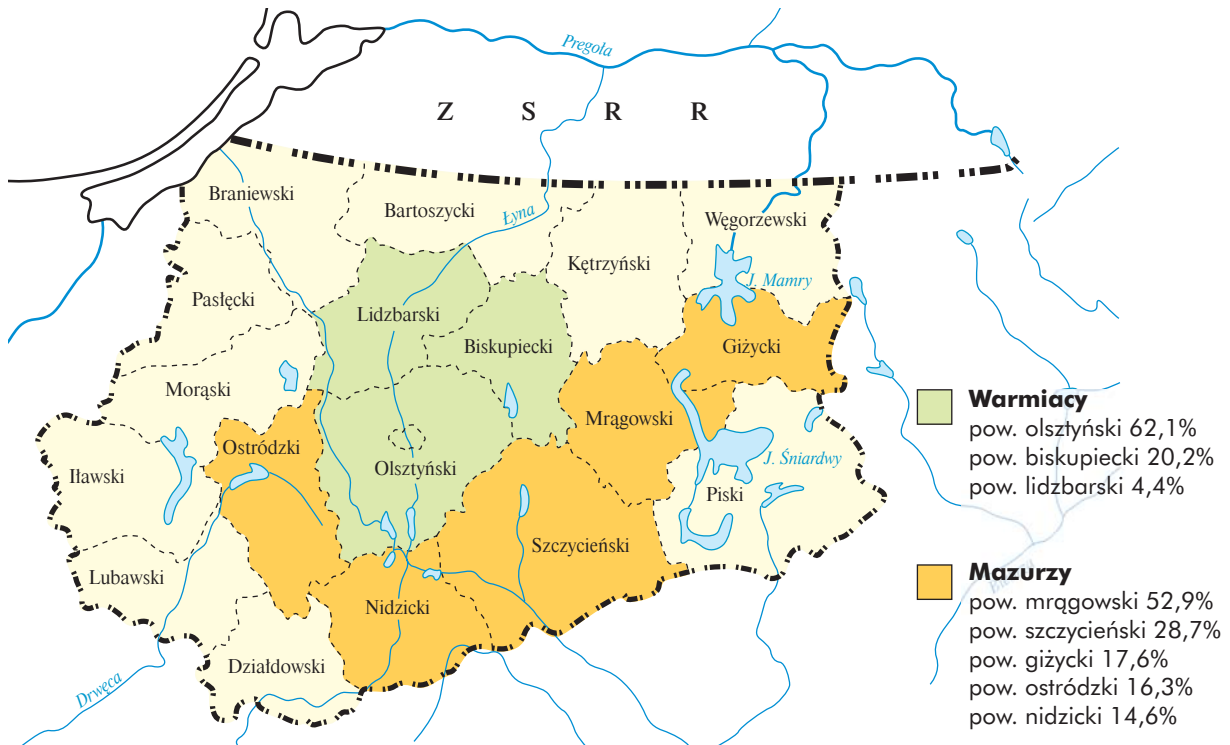 Pregoła
Z S R R
Braniewski
Bartoszycki
Łyna
Węgorzewski
Kętrzyński
J. Mamry
Pasłęcki
Lidzbarski
Biskupiecki
Giżycki
Morąski
Mrągowski
Ostródzki
Olsztyński
J. Śniardwy
Iławski
Piski
Szczycieński
Lubawski
Nidzicki
Działdowski
Drwęca
Warmiacy
pow. olsztyński 62,1%
pow. biskupiecki 20,2%
pow. lidzbarski 4,4%
Mazurzy
pow. mrągowski 52,9%
pow. szczycieński 28,7%
pow. giżycki 17,6%
pow. ostródzki 16,3%
pow. nidzicki 14,6%